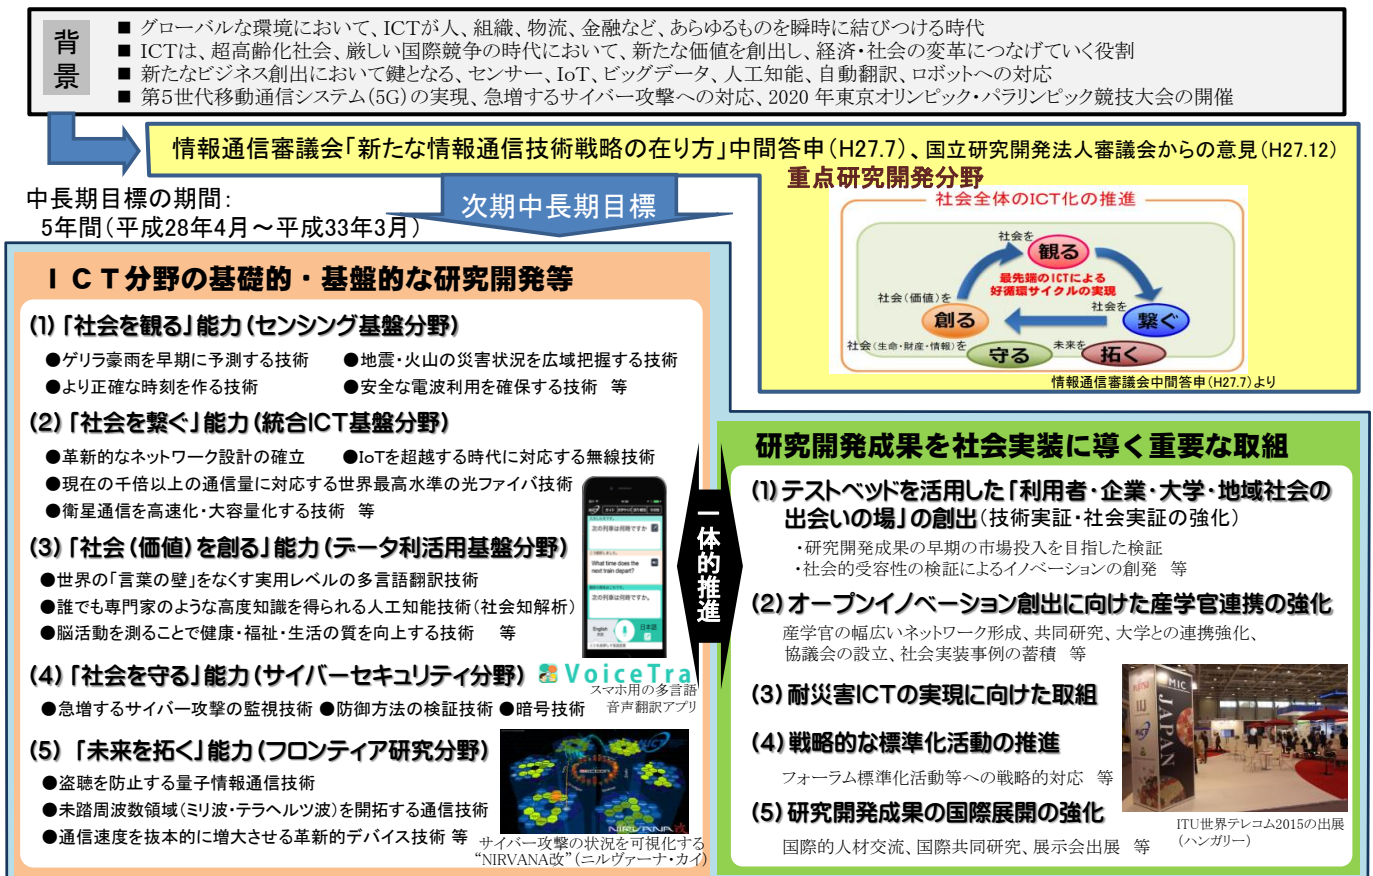 背景
■ グローバルな環境において、ICTが人、組織、物流、金融など、あらゆるものを瞬時に結びつける時代
■ ICTは、超高齢化社会、厳しい国際競争の時代において、新たな価値を創出し、経済・社会の変革につなげていく役割
■ 新たなビジネス創出において鍵となる、センサー、IoT、ビッグデータ、人工知能、自動翻訳、ロボットへの対応
■ 第5世代移動通信システム(5G)の実現、急増するサイバー攻撃への対応、2020 年東京オリンピック・パラリンピック競技大会の開催
情報通信審議会「新たな情報通信技術戦略の在り方」中間答申(H27.7)、国立研究開発法人審議会からの意見(H27.12)
中長期目標の期間:
5年間(平成28年4月~平成33年3月)
次期中長期目標
重点研究開発分野
社会全体のICT化の推進
社会を
観る
最先端のICTによる
好循環サイクルの実現
社会(価値)を
創る
社会を
繋ぐ
社会(生命・財産・情報)を
守る
未来を
拓く
情報通信審議会中間答申(H27.7)より
ICT分野の基礎的・基盤的な研究開発等
(1)「社会を観る」能力(センシング基盤分野)
●ゲリラ豪雨を早期に予測する技術 ●地震・火山の災害状況を広域把握する技術
●より正確な時刻を作る技術 ●安全な電波利用を確保する技術 等
(2)「社会を繋ぐ」能力(統合ICT基盤分野)
●革新的なネットワーク設計の確立 ●IoTを超越する時代に対応する無線技術
●現在の千倍以上の通信量に対応する世界最高水準の光ファイバ技術
●衛星通信を高速化・大容量化する技術 等
(3)「社会(価値)を創る」能力(データ利活用基盤分野)
●世界の「言葉の壁」をなくす実用レベルの多言語翻訳技術
●誰でも専門家のような高度知識を得られる人工知能技術(社会知解析)
●脳活動を測ることで健康・福祉・生活の質を向上する技術 等
次の列車は何時ですか
What time does the
next train depart?
次の列車は何時ですか。
English
日本語
(4)「社会を守る」能力(サイバーセキュリティ分野)
VoiceTra
スマホ用の多言語
音声翻訳アプリ
●急増するサイバー攻撃の監視技術 ●防御方法の検証技術 ●暗号技術
(5) 「未来を拓く」能力(フロンティア研究分野)
●盗聴を防止する量子情報通信技術
●未踏周波数領域(ミリ波・テラヘルツ波)を開拓する通信技術
●通信速度を抜本的に増大させる革新的デバイス技術 等
NICT
NIRVANA改
サイバー攻撃の状況を可視化する
“NIRVANA改”(ニルヴァーナ・カイ)
一体的推進
研究開発成果を社会実装に導く重要な取組
(1)テストベッドを活用した「利用者・企業・大学・地域社会の
出会いの場」の創出(技術実証・社会実証の強化)
・研究開発成果の早期の市場投入を目指した検証
・社会的受容性の検証によるイノベーションの創発 等
(2)オープンイノベーション創出に向けた産学官連携の強化
産学官の幅広いネットワーク形成、共同研究、大学との連携強化、
協議会の設立、社会実装事例の蓄積 等
(3)耐災害ICTの実現に向けた取組
(4)戦略的な標準化活動の推進
フォーラム標準化活動等への戦略的対応 等
(5)研究開発成果の国際展開の強化
国際的人材交流、国際共同研究、展示会出展 等
FUJITSU
IIJ
MIC
JAPAN
ITU世界テレコム2015の出展
(ハンガリー)